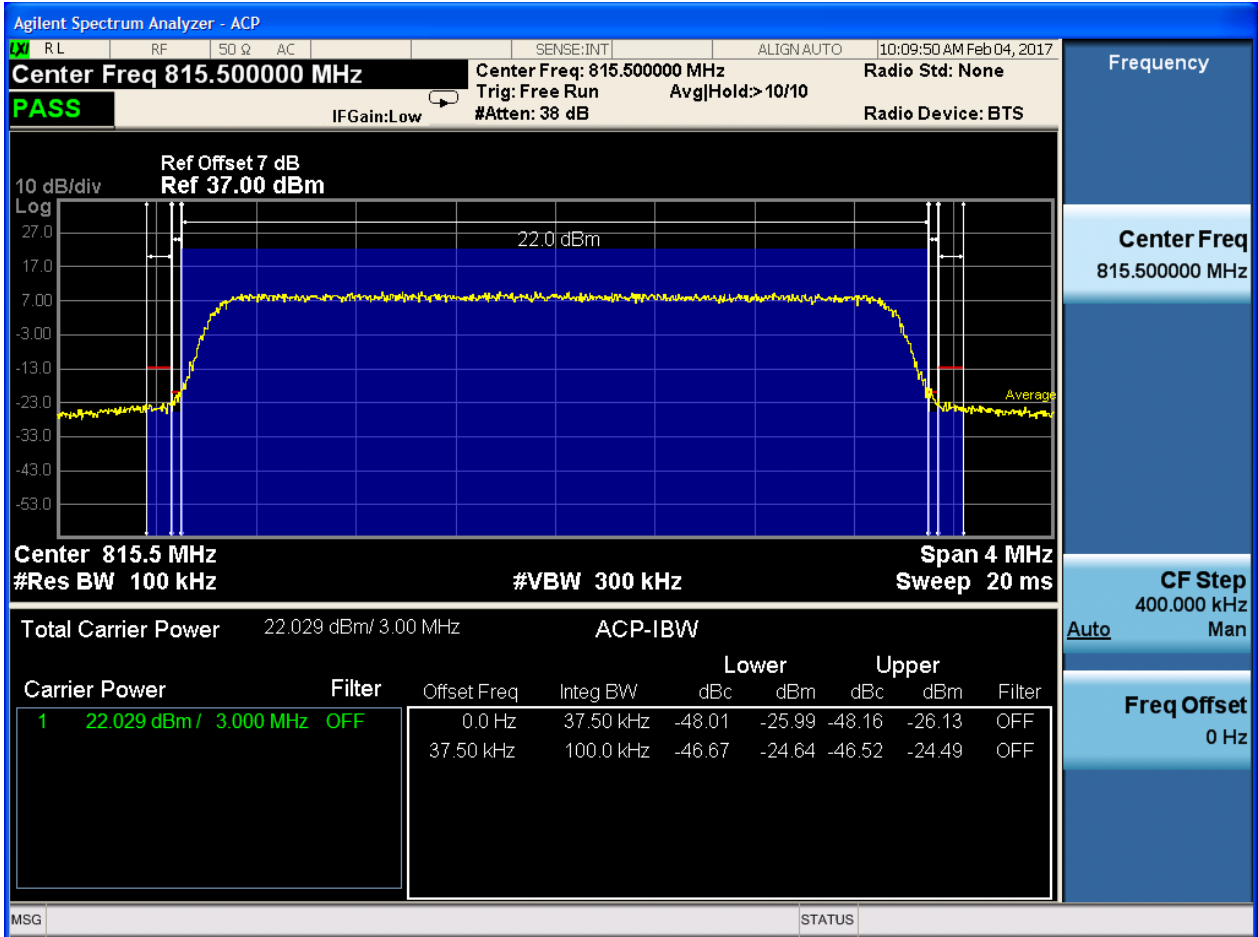 Agilent Spectrum Analyzer - ACP
LXI RL RF 50 Ω AC SENSE:INT ALIGN AUTO 10:09:50 AM Feb 04, 2017
Center Freq 815.500000 MHz
Center Freq: 815.500000 MHz
Radio Std: None
Trig: Free Run Avg|Hold:>10/10
PASS
IFGain:Low
#Atten: 38 dB
Radio Device: BTS
Ref Offset 7 dB
10 dB/div Ref 37.00 dBm
Log
27.0
22.0 dBm
17.0
7.00
-3.00
-13.0
-23.0
Average
-33.0
-43.0
-53.0
Center 815.5 MHz
Span 4 MHz
#Res BW 100 kHz
#VBW 300 kHz
Sweep 20 ms
Total Carrier Power 22.029 dBm/ 3.00 MHz
ACP-IBW
Lower Upper
Carrier Power Filter
Offset Freq Integ BW dBc dBm dBc dBm Filter
1 22.029 dBm / 3.000 MHz OFF
0.0 Hz 37.50 kHz -48.01 -25.99 -48.16 -26.13 OFF
37.50 kHz 100.0 kHz -46.67 -24.64 -46.52 -24.49 OFF
Frequency
Center Freq
815.500000 MHz
CF Step
400.000 kHz
Auto Man
Freq Offset
0 Hz
MSG
STATUS